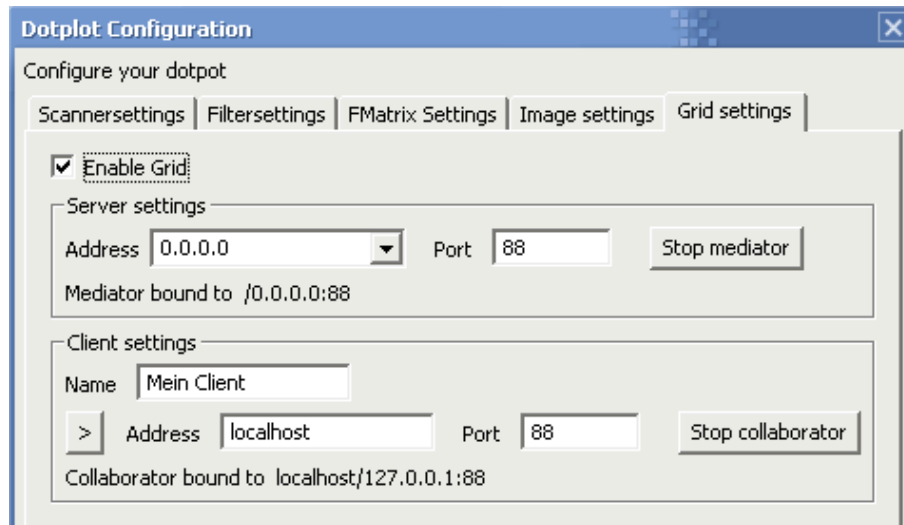 Dotplot Configuration
Configure your dotpot
Scannersettings Filtersettings FMatrix Settings Image settings Grid settings
Enable Grid
Server settings
Address 0.0.0.0 Port 88 Stop mediator
Mediator bound to /0.0.0.0:88
Client settings
Name Mein Client
> Address localhost Port 88 Stop collaborator
Collaborator bound to localhost/127.0.0.1:88